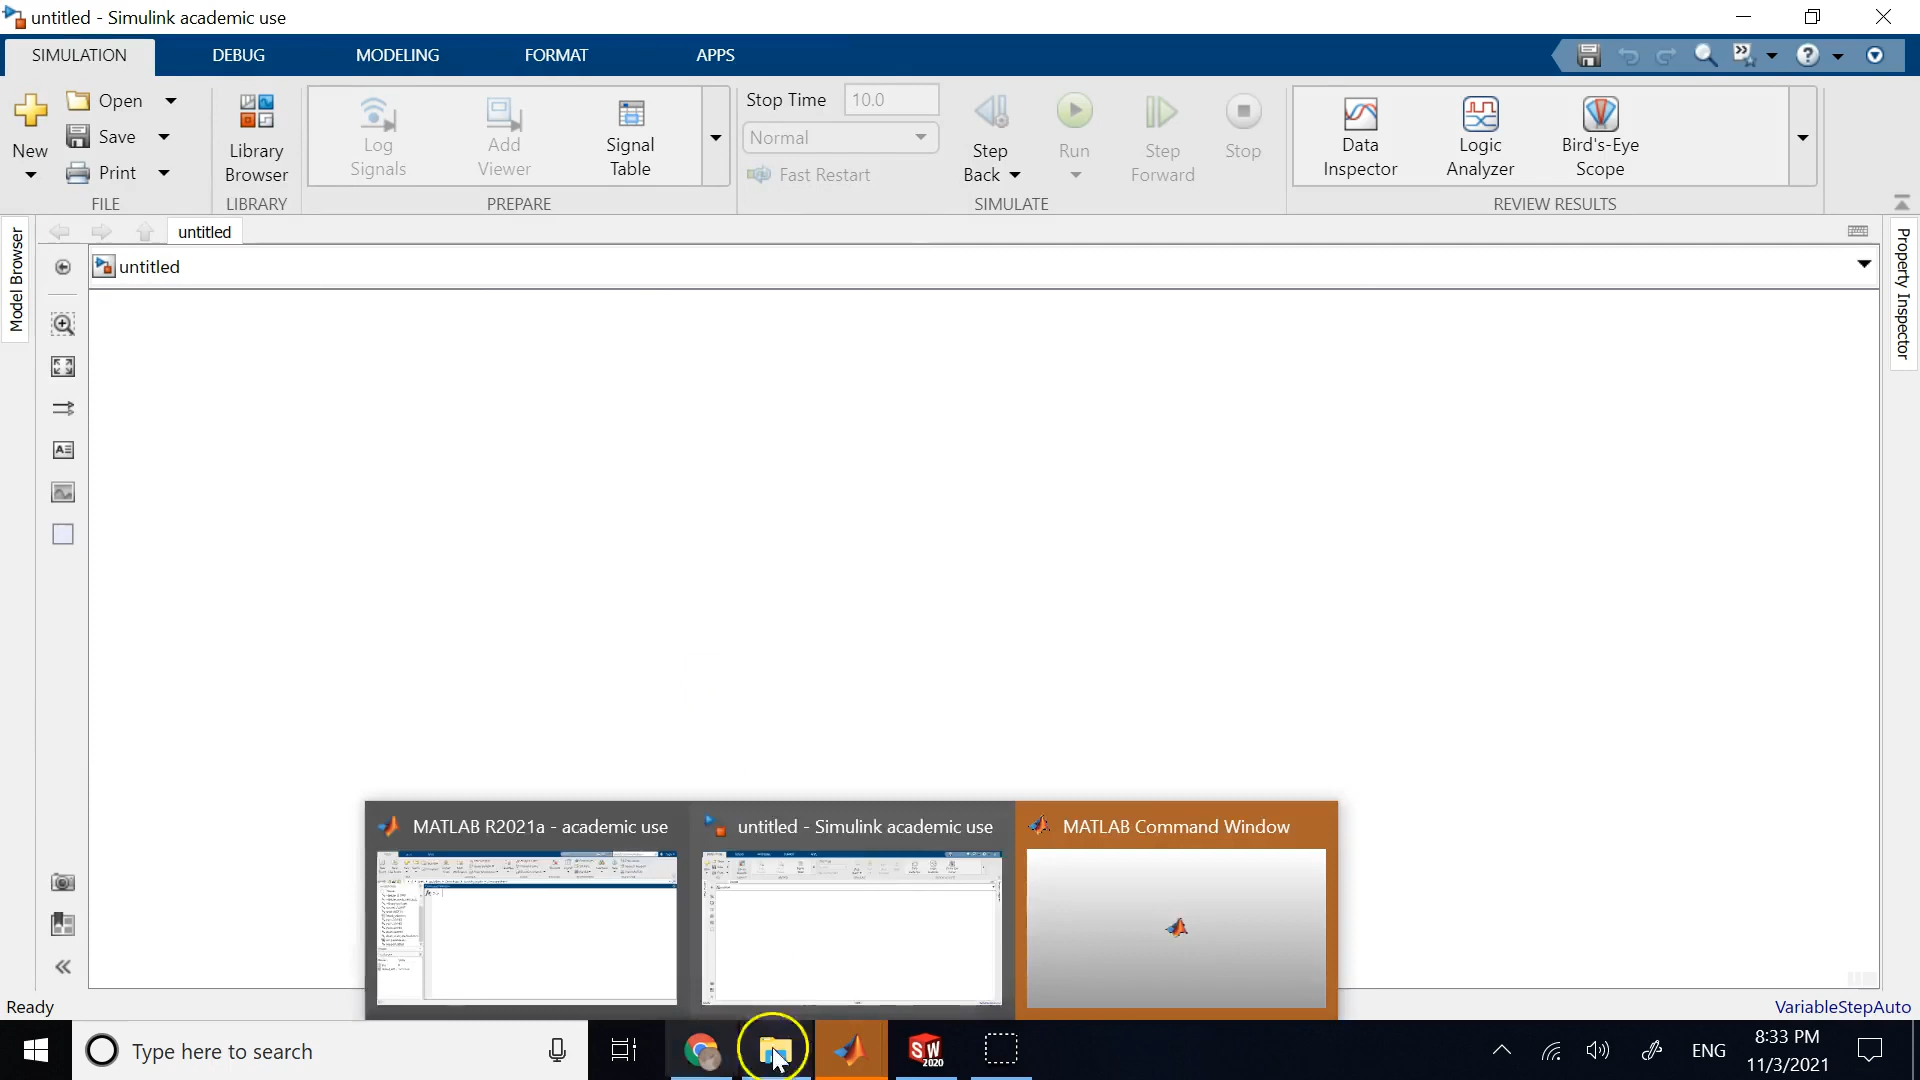 untitled - Simulink academic use
SIMULATION DEBUG MODELING FORMAT APPS
New
Open
Save
Print
FILE
Library
Browser
LIBRARY
Log
Signals
Add
Viewer
Signal
Table
PREPARE
Stop Time 10.0
Normal
Fast Restart
Step
Back
Run
Step
Forward
Stop
SIMULATE
Data
Inspector
Logic
Analyzer
Bird's-Eye
Scope
REVIEW RESULTS
untitled
untitled
Model Browser
Property Inspector
MATLAB R2021a - academic use
untitled - Simulink academic use
MATLAB Command Window
Ready
VariableStepAuto
Type here to search
SW
2020
ENG
8:33 PM
11/3/2021